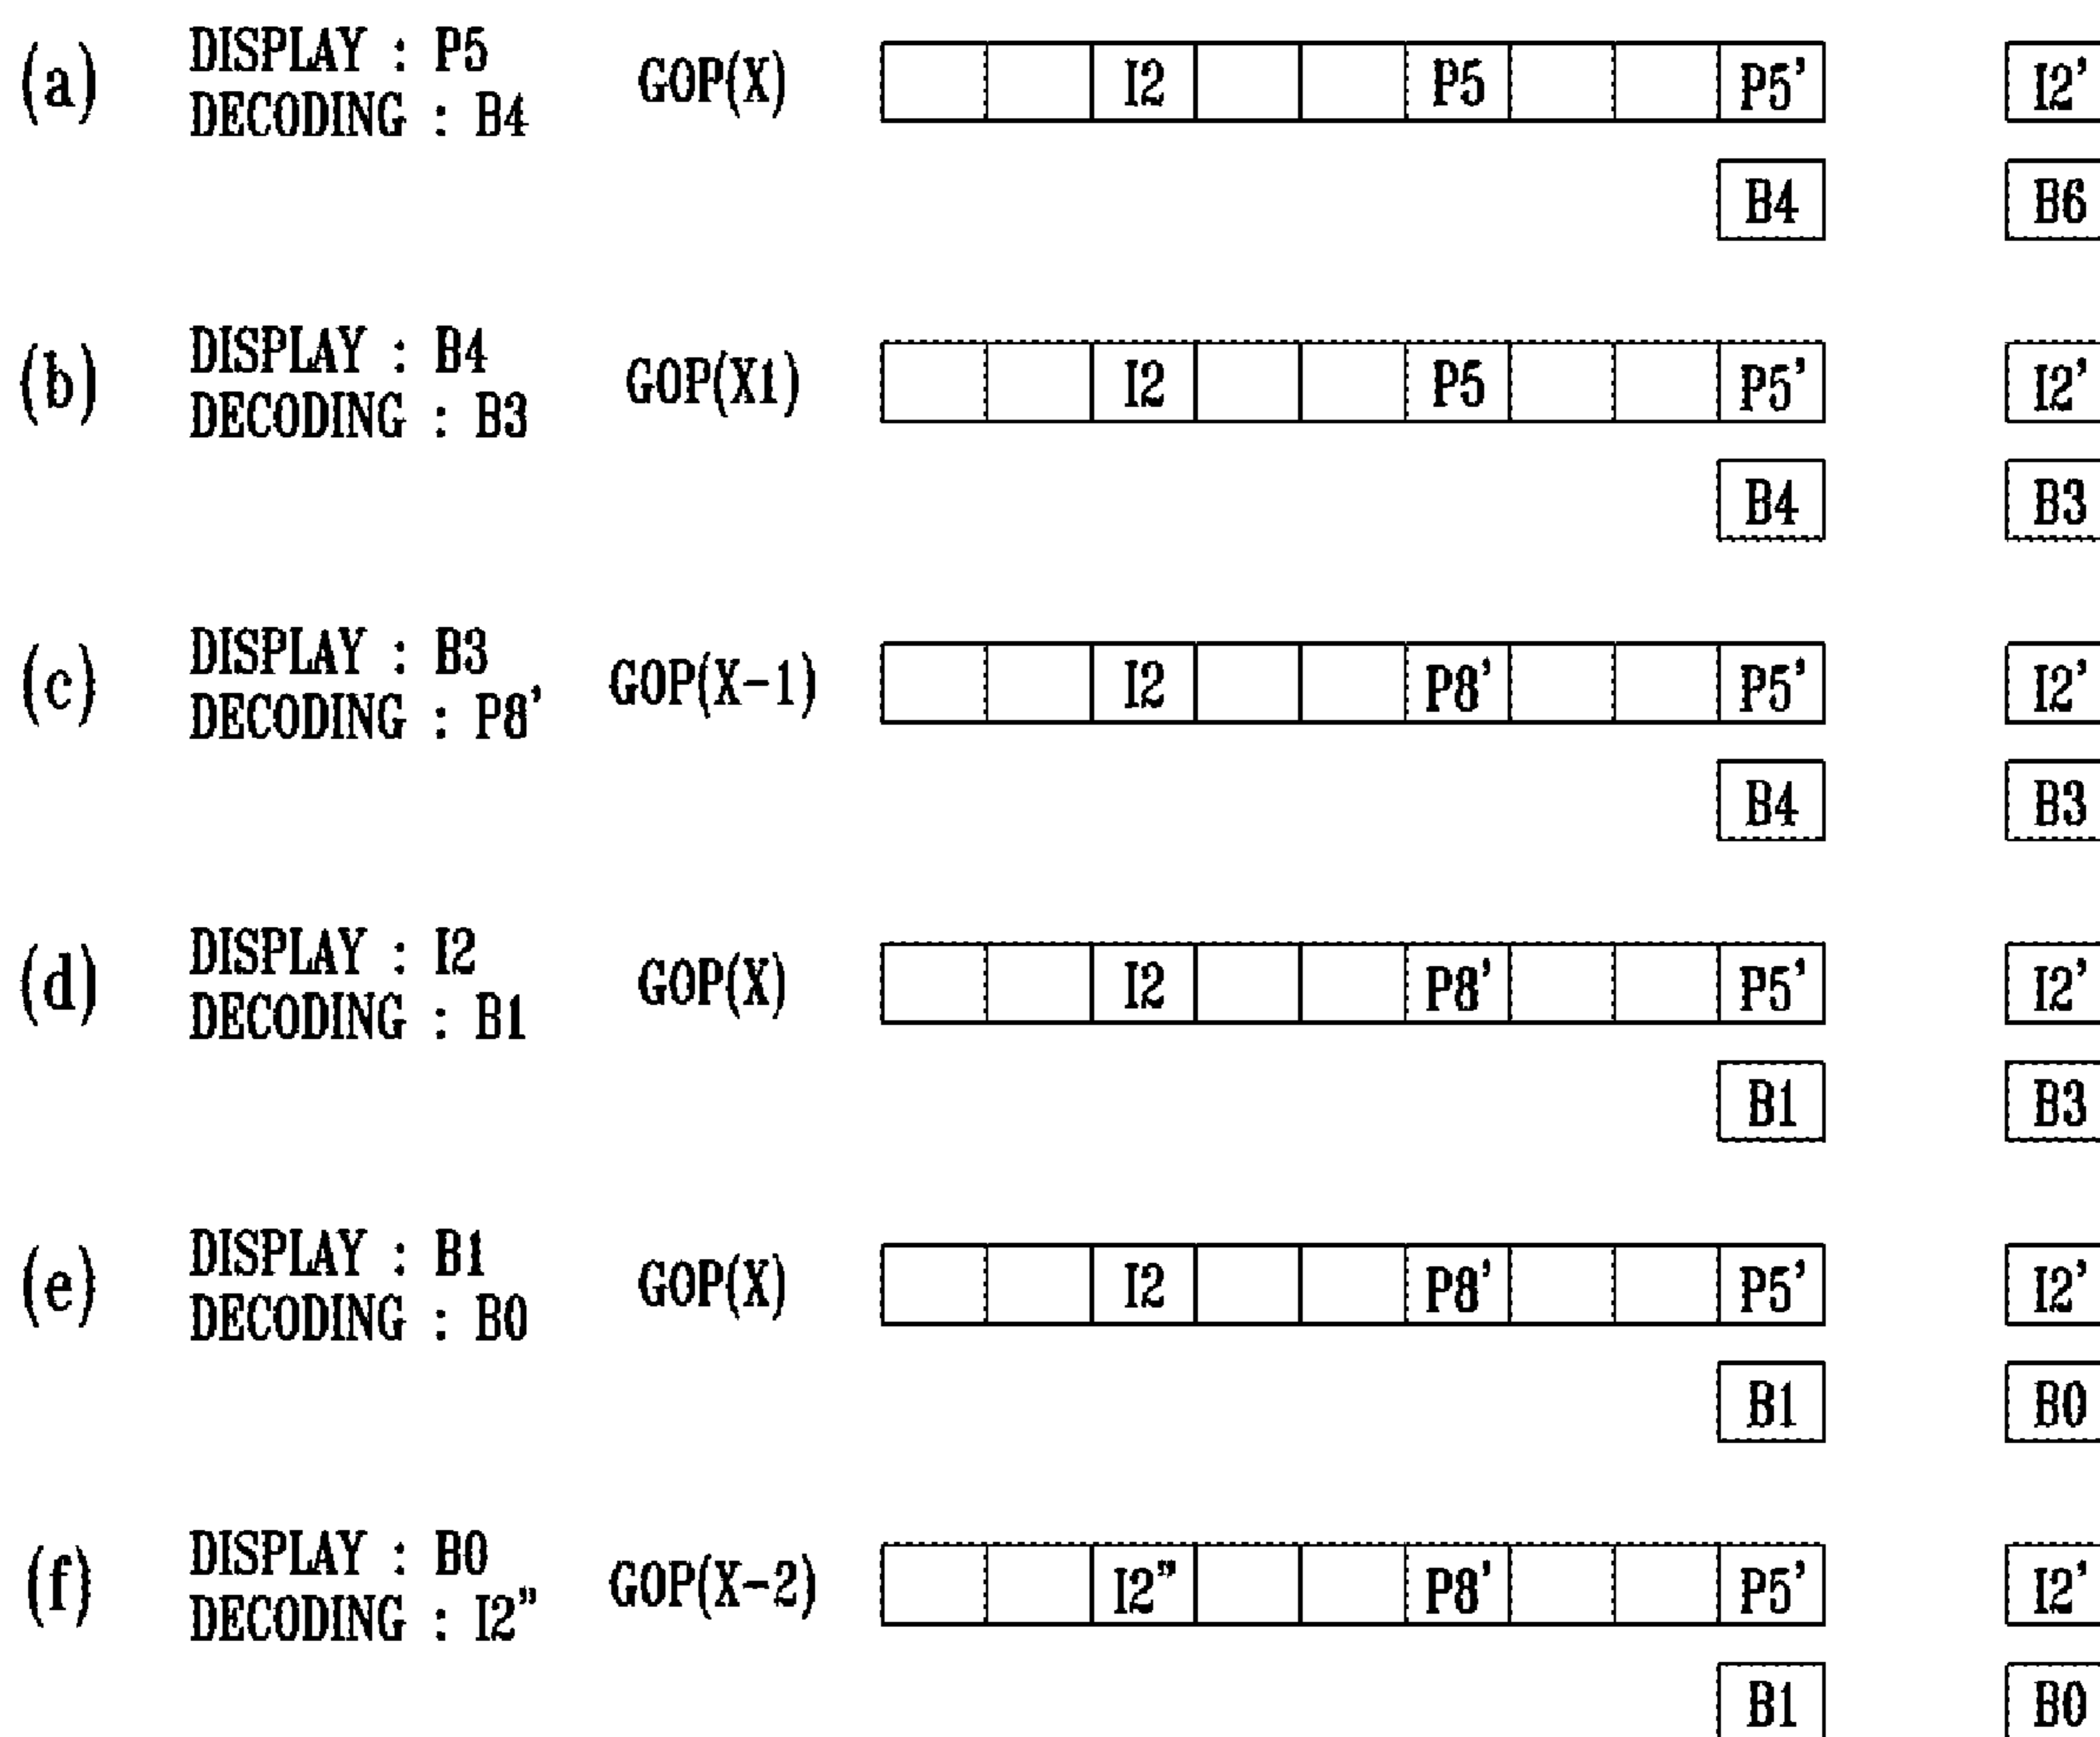 (a) DISPLAY : P5 GOP(X) I2 P5 P5' I2'
DECODING : B4
B4 B6
(b) DISPLAY : B4 GOP(X1) I2 P5 P5' I2'
DECODING : B3
B4 B3
(c) DISPLAY : B3 GOP(X-1) I2 P8' P5' I2'
DECODING : P8'
B4 B3
(d) DISPLAY : I2 GOP(X) I2 P8' P5' I2'
DECODING : B1
B1 B3
(e) DISPLAY : B1 GOP(X) I2 P8' P5' I2'
DECODING : B0
B1 B0
(f) DISPLAY : B0 GOP(X-2) I2" P8' P5' I2'
DECODING : I2"
B1 B0